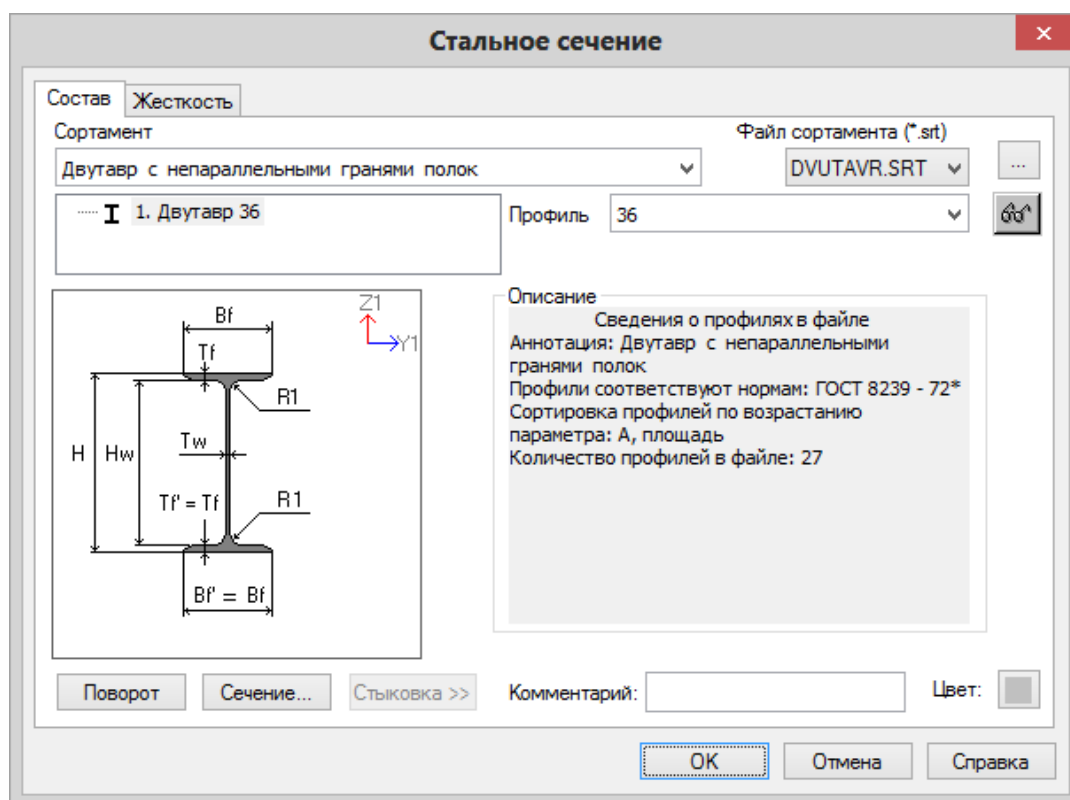 Стальное сечение
Состав
Жесткость
Сортамент
Файл сортамента (*.srt)
Двутавр с непараллельными гранями полок
DVUTAVR.SRT
...
1. Двутавр 36
Профиль
36
Bf
Tf
Z1
Y1
R1
H
Hw
Tw
Tf' = Tf
R1
Bf' = Bf
Описание
Сведения о профилях в файле
Аннотация: Двутавр с непараллельными
гранями полок
Профили соответствуют нормам: ГОСТ 8239 - 72*
Сортировка профилей по возрастанию
параметра: А, площадь
Количество профилей в файле: 27
Поворот
Сечение...
Стыковка >>
Комментарий:
Цвет:
OK
Отмена
Справка